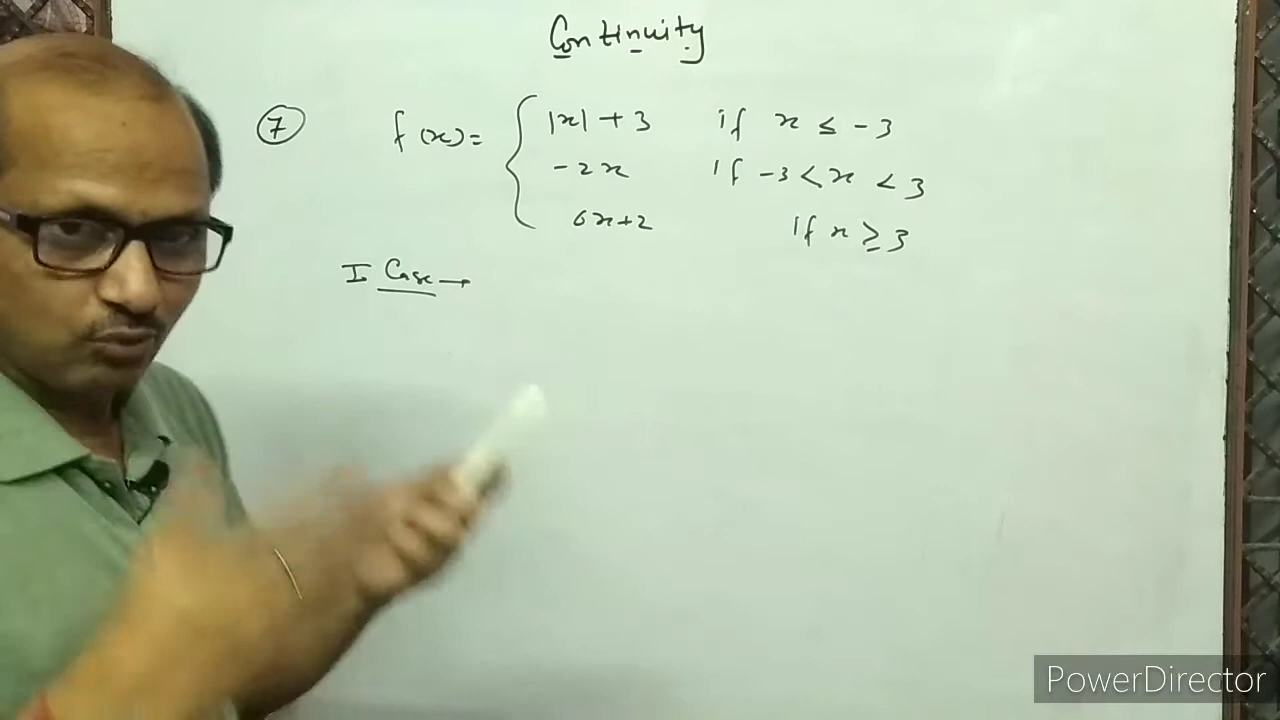 Continuity
7 f(x) = { |x| + 3 if x ≤ -3
-2x if -3 < x < 3
6x+2 if x ≥ 3
I Case →
PowerDirector